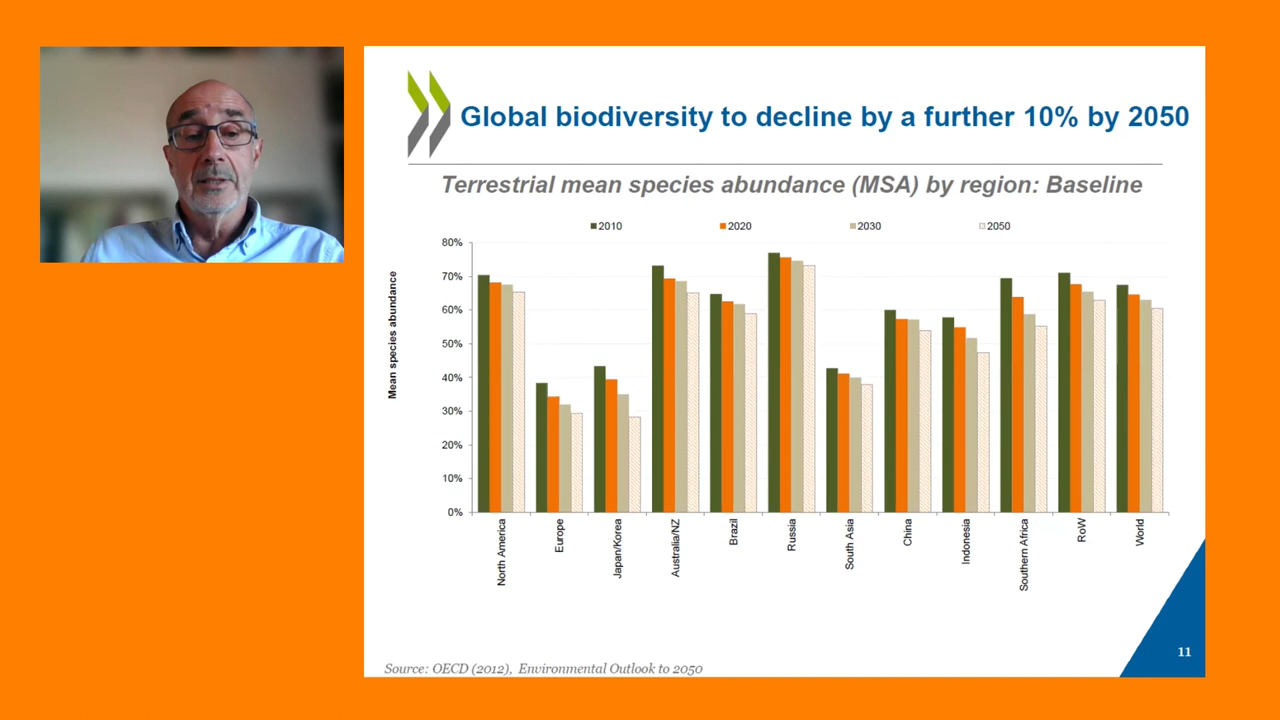 Global biodiversity to decline by a further 10% by 2050
Terrestrial mean species abundance (MSA) by region: Baseline
2010 2020 2030 2050
Mean species abundance
80%
70%
60%
50%
40%
30%
20%
10%
0%
North America
Europe
Japan/Korea
Australia/NZ
Brazil
Russia
South Asia
China
Indonesia
Southern Africa
RoW
World
11
Source: OECD (2012), Environmental Outlook to 2050